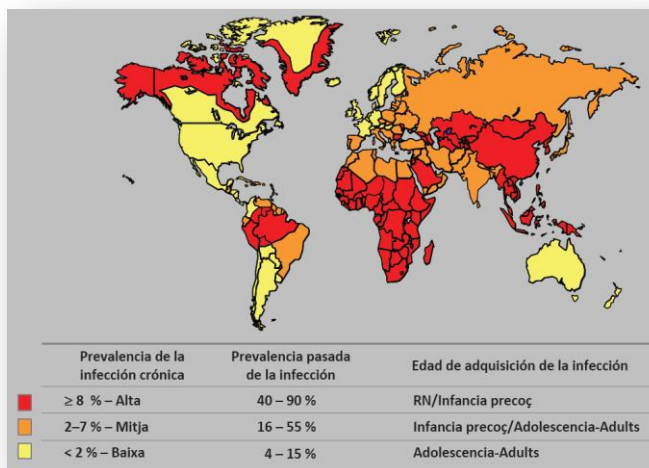 Prevalencia de la infección crónica
Prevalencia pasada de la infección
Edad de adquisición de la infección
≥ 8 % – Alta
40 – 90 %
RN/Infancia precoç
2–7 % – Mitja
16 – 55 %
Infancia precoç/Adolescencia-Adults
< 2 % – Baixa
4 – 15 %
Adolescencia-Adults